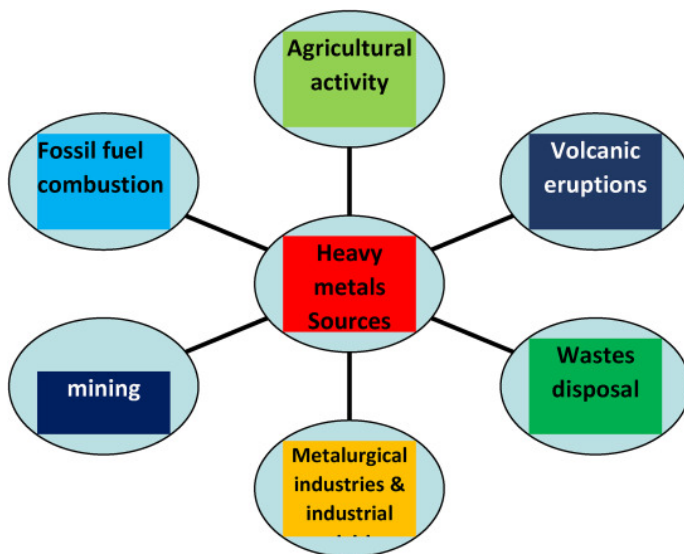 Agricultural
activity
Fossil fuel
combustion
Volcanic
eruptions
Heavy
metals
Sources
mining
Wastes
disposal
Metalurgical
industries &
industrial